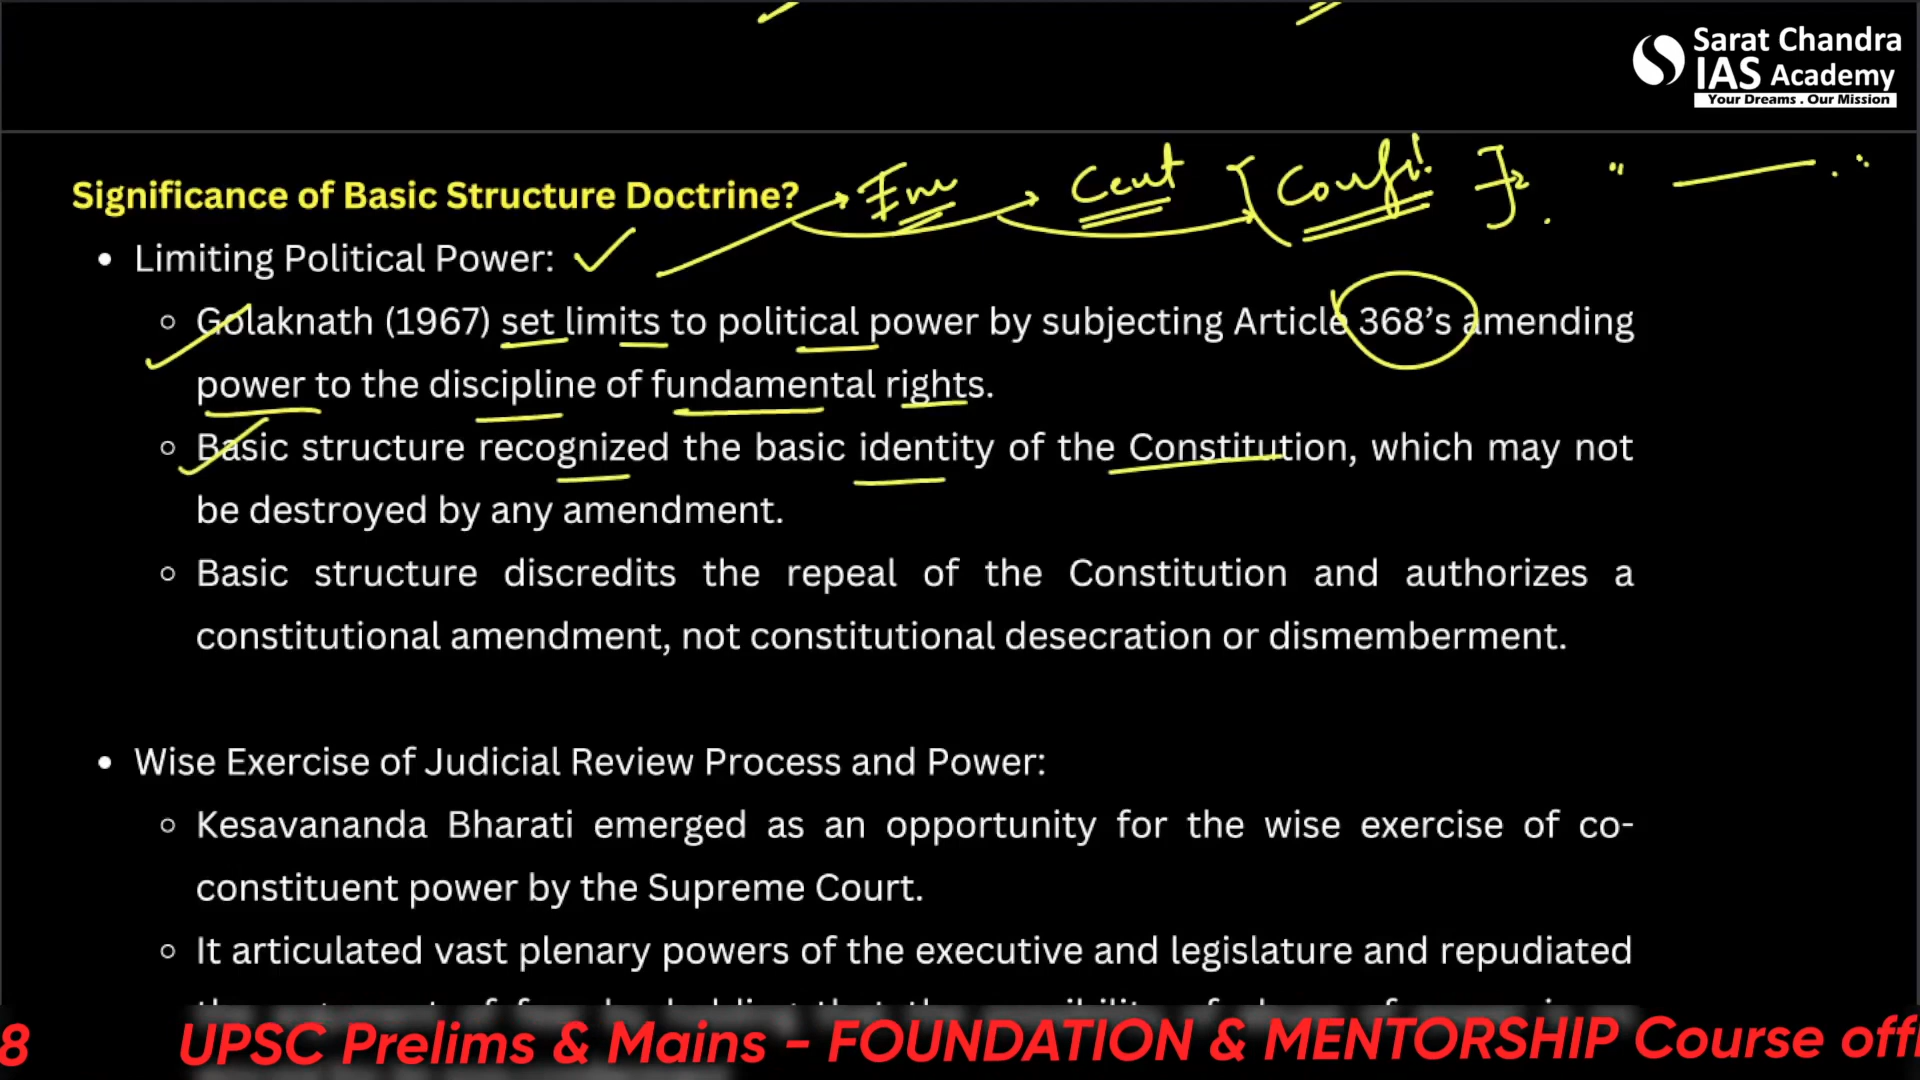 Sarat Chandra
IAS Academy
Your Dreams . Our Mission
Significance of Basic Structure Doctrine?
• Limiting Political Power:
○ Golaknath (1967) set limits to political power by subjecting Article 368’s amending
power to the discipline of fundamental rights.
○ Basic structure recognized the basic identity of the Constitution, which may not
be destroyed by any amendment.
○ Basic structure discredits the repeal of the Constitution and authorizes a
constitutional amendment, not constitutional desecration or dismemberment.
• Wise Exercise of Judicial Review Process and Power:
○ Kesavananda Bharati emerged as an opportunity for the wise exercise of co-
constituent power by the Supreme Court.
○ It articulated vast plenary powers of the executive and legislature and repudiated
8 UPSC Prelims & Mains - FOUNDATION & MENTORSHIP Course offl